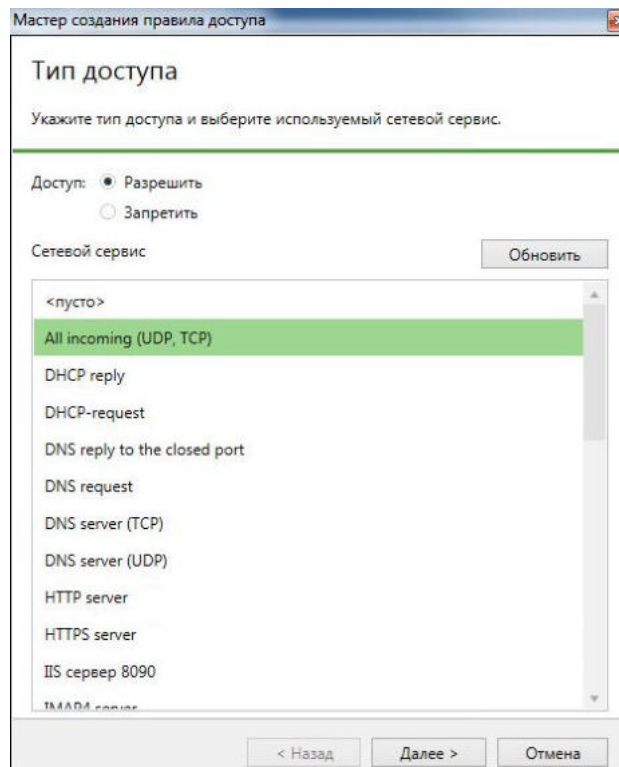 Мастер создания правила доступа
Тип доступа
Укажите тип доступа и выберите используемый сетевой сервис.
Доступ: Разрешить
Запретить
Сетевой сервис Обновить
<пусто>
All incoming (UDP, TCP)
DHCP reply
DHCP-request
DNS reply to the closed port
DNS request
DNS server (TCP)
DNS server (UDP)
HTTP server
HTTPS server
IIS сервер 8090
IMAP4 server
< Назад Далее > Отмена